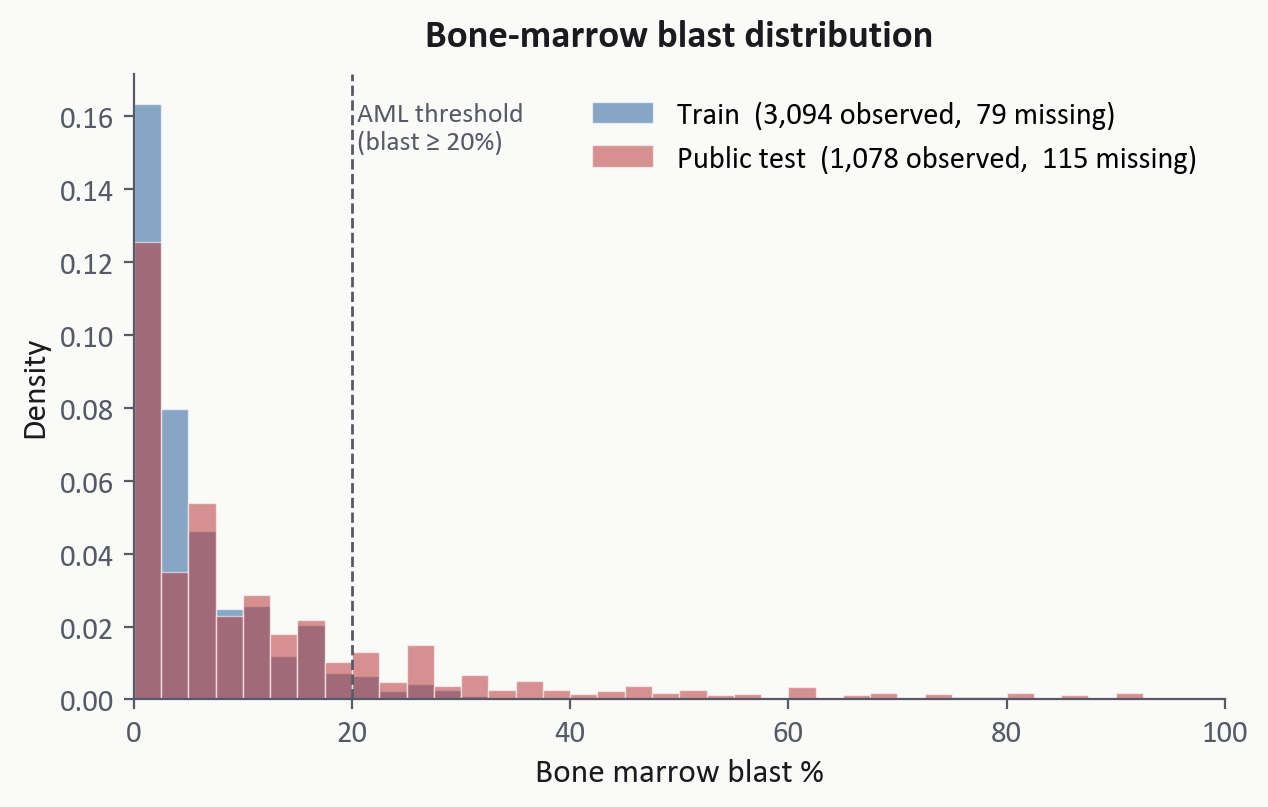 Bone-marrow blast distribution
AML threshold
(blast ≥ 20%)
Train (3,094 observed, 79 missing)
Public test (1,078 observed, 115 missing)
Density
0.16
0.14
0.12
0.10
0.08
0.06
0.04
0.02
0.00
0 20 40 60 80 100
Bone marrow blast %